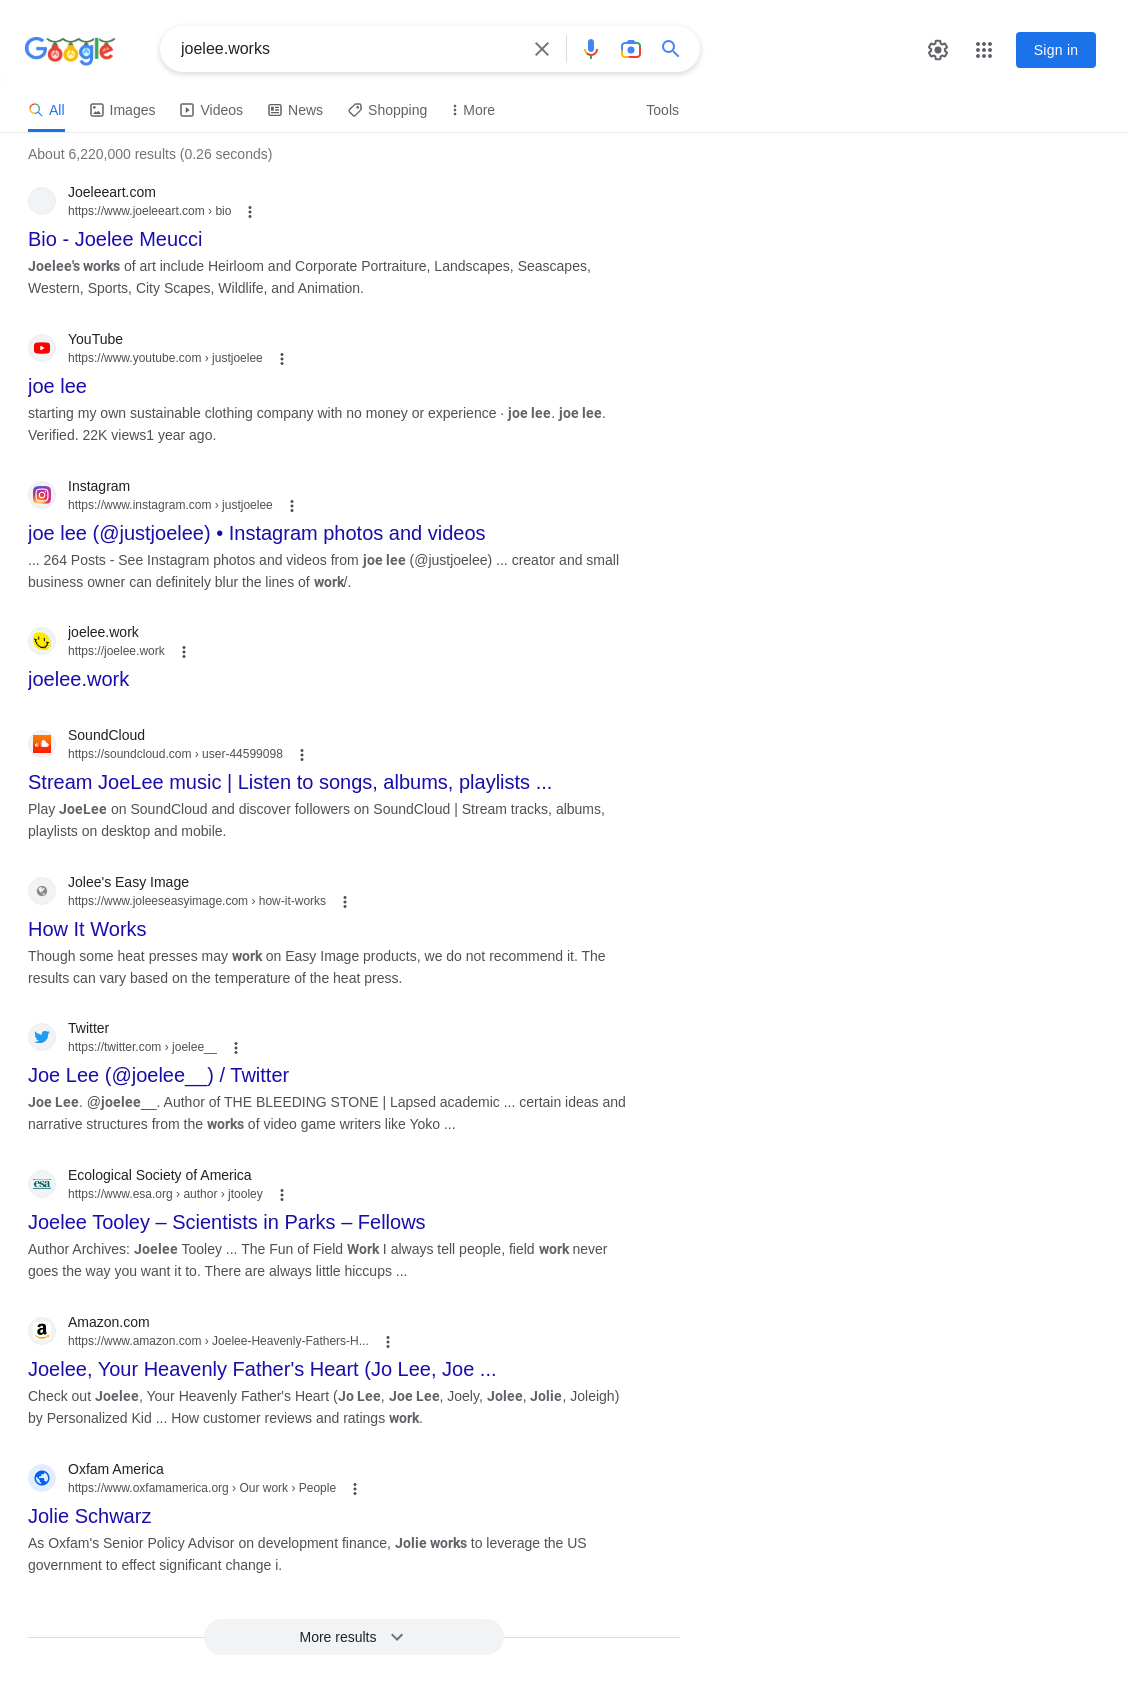 Google
joelee.works
Sign in
All Images Videos News Shopping More Tools
About 6,220,000 results (0.26 seconds)
Joeleeart.com
https://www.joeleeart.com › bio
Bio - Joelee Meucci
Joelee's works of art include Heirloom and Corporate Portraiture, Landscapes, Seascapes,
Western, Sports, City Scapes, Wildlife, and Animation.
YouTube
https://www.youtube.com › justjoelee
joe lee
starting my own sustainable clothing company with no money or experience · joe lee. joe lee.
Verified. 22K views1 year ago.
Instagram
https://www.instagram.com › justjoelee
joe lee (@justjoelee) • Instagram photos and videos
... 264 Posts - See Instagram photos and videos from joe lee (@justjoelee) ... creator and small
business owner can definitely blur the lines of work/.
joelee.work
https://joelee.work
joelee.work
SoundCloud
https://soundcloud.com › user-44599098
Stream JoeLee music | Listen to songs, albums, playlists ...
Play JoeLee on SoundCloud and discover followers on SoundCloud | Stream tracks, albums,
playlists on desktop and mobile.
Jolee's Easy Image
https://www.joleeseasyimage.com › how-it-works
How It Works
Though some heat presses may work on Easy Image products, we do not recommend it. The
results can vary based on the temperature of the heat press.
Twitter
https://twitter.com › joelee__
Joe Lee (@joelee__) / Twitter
Joe Lee. @joelee__. Author of THE BLEEDING STONE | Lapsed academic ... certain ideas and
narrative structures from the works of video game writers like Yoko ...
esa
Ecological Society of America
https://www.esa.org › author › jtooley
Joelee Tooley – Scientists in Parks – Fellows
Author Archives: Joelee Tooley ... The Fun of Field Work I always tell people, field work never
goes the way you want it to. There are always little hiccups ...
Amazon.com
https://www.amazon.com › Joelee-Heavenly-Fathers-H...
Joelee, Your Heavenly Father's Heart (Jo Lee, Joe ...
Check out Joelee, Your Heavenly Father's Heart (Jo Lee, Joe Lee, Joely, Jolee, Jolie, Joleigh)
by Personalized Kid ... How customer reviews and ratings work.
Oxfam America
https://www.oxfamamerica.org › Our work › People
Jolie Schwarz
As Oxfam's Senior Policy Advisor on development finance, Jolie works to leverage the US
government to effect significant change i.
More results